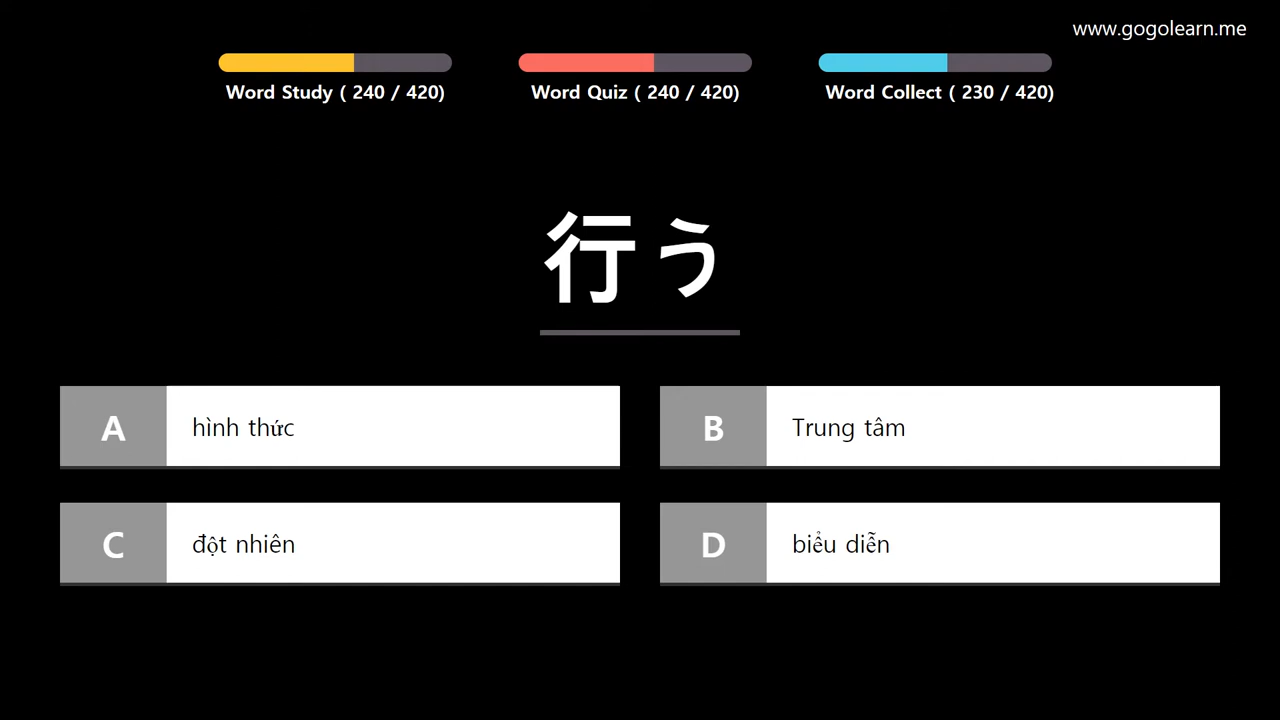 www.gogolearn.me
Word Study ( 240 / 420)
Word Quiz ( 240 / 420)
Word Collect ( 230 / 420)
行う
A hình thức
B Trung tâm
C đột nhiên
D biểu diễn